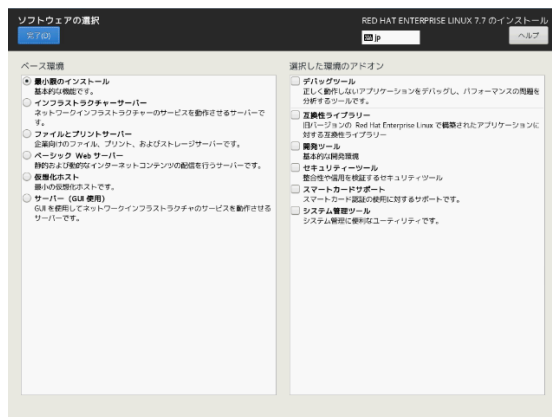 ソフトウェアの選択
完了(D)
RED HAT ENTERPRISE LINUX 7.7 のインストール
jp
ヘルプ
ベース環境
最小限のインストール
基本的な機能です。
インフラストラクチャーサーバー
ネットワークインフラストラクチャーのサービスを動作させるサーバーで
す。
ファイルとプリントサーバー
企業向けのファイル、プリント、およびストレージサーバーです。
ベーシック Web サーバー
静的および動的なインターネットコンテンツの配信を行うサーバーです。
仮想化ホスト
最小の仮想化ホストです。
サーバー (GUI 使用)
GUI を使用してネットワークインフラストラクチャのサービスを動作させる
サーバーです。
選択した環境のアドオン
デバッグツール
正しく動作しないアプリケーションをデバッグし、パフォーマンスの問題を
分析するツールです。
互換性ライブラリー
旧バージョンの Red Hat Enterprise Linux で構築されたアプリケーションに
対する互換性ライブラリー
開発ツール
基本的な開発環境
セキュリティーツール
整合性や信用を検証するセキュリティツール
スマートカードサポート
スマートカード認証の使用に対するサポートです。
システム管理ツール
システム管理に便利なユーティリティです。